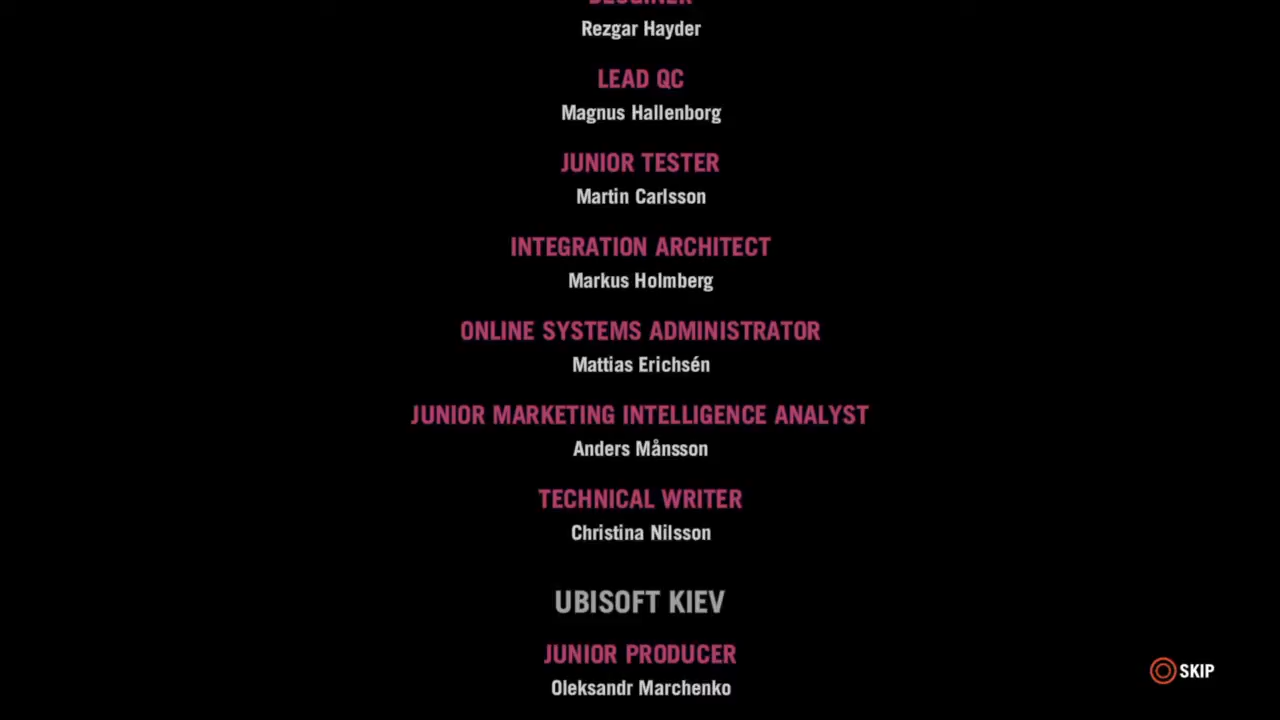 Rezgar Hayder
LEAD QC
Magnus Hallenborg
JUNIOR TESTER
Martin Carlsson
INTEGRATION ARCHITECT
Markus Holmberg
ONLINE SYSTEMS ADMINISTRATOR
Mattias Erichsén
JUNIOR MARKETING INTELLIGENCE ANALYST
Anders Månsson
TECHNICAL WRITER
Christina Nilsson
UBISOFT KIEV
JUNIOR PRODUCER
Oleksandr Marchenko
SKIP